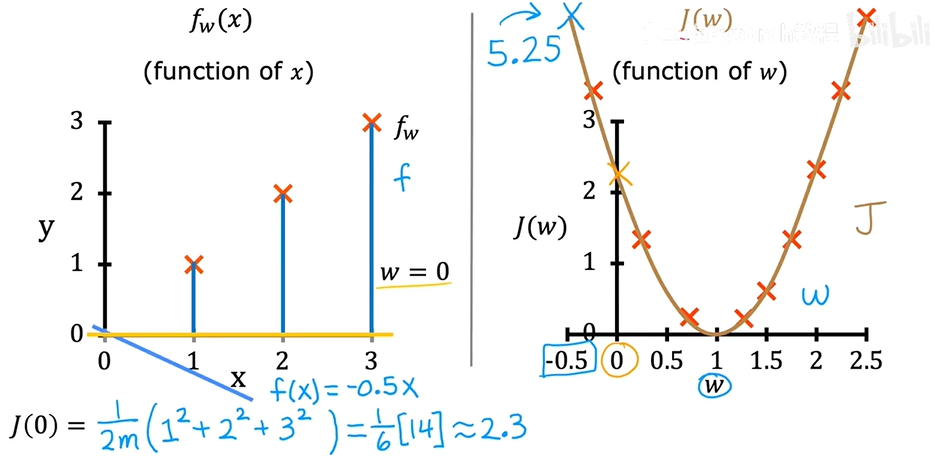 f_w(x)
(function of x)
3
2
y
1
0
0
1
2
3
x
f_w
f
w = 0
f(x) = -0.5x
J(0) = 1/2m (1² + 2² + 3²) = 1/6 [14] ≈ 2.3
5.25
J(w)
bilibili
(function of w)
3
2
J(w)
1
0
J
w
-0.5 0 0.5 1 1.5 2 2.5
w